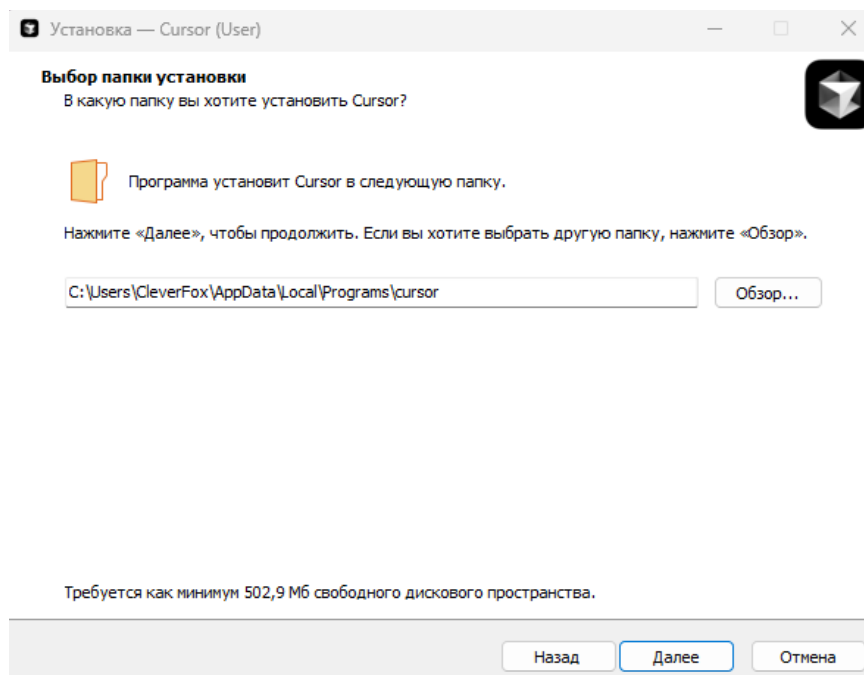 Установка — Cursor (User)
Выбор папки установки
В какую папку вы хотите установить Cursor?
Программа установит Cursor в следующую папку.
Нажмите «Далее», чтобы продолжить. Если вы хотите выбрать другую папку, нажмите «Обзор».
C:\Users\CleverFox\AppData\Local\Programs\cursor
Обзор...
Требуется как минимум 502,9 Мб свободного дискового пространства.
Назад Далее Отмена